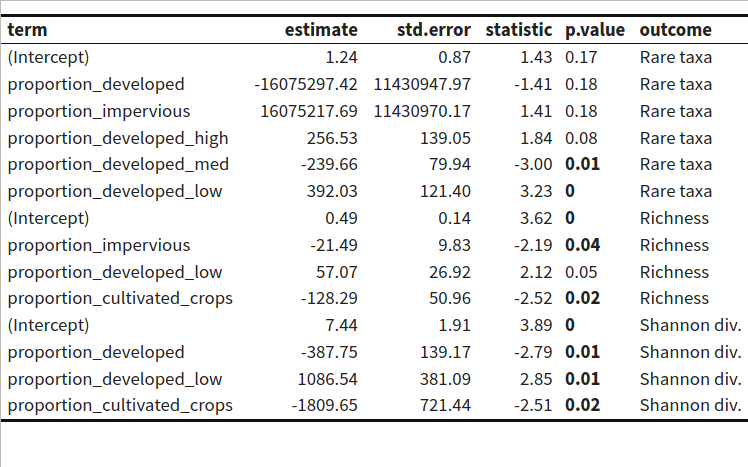 term estimate std.error statistic p.value outcome
(Intercept) 1.24 0.87 1.43 0.17 Rare taxa
proportion_developed -16075297.42 11430947.97 -1.41 0.18 Rare taxa
proportion_impervious 16075217.69 11430970.17 1.41 0.18 Rare taxa
proportion_developed_high 256.53 139.05 1.84 0.08 Rare taxa
proportion_developed_med -239.66 79.94 -3.00 0.01 Rare taxa
proportion_developed_low 392.03 121.40 3.23 0 Rare taxa
(Intercept) 0.49 0.14 3.62 0 Richness
proportion_impervious -21.49 9.83 -2.19 0.04 Richness
proportion_developed_low 57.07 26.92 2.12 0.05 Richness
proportion_cultivated_crops -128.29 50.96 -2.52 0.02 Richness
(Intercept) 7.44 1.91 3.89 0 Shannon div.
proportion_developed -387.75 139.17 -2.79 0.01 Shannon div.
proportion_developed_low 1086.54 381.09 2.85 0.01 Shannon div.
proportion_cultivated_crops -1809.65 721.44 -2.51 0.02 Shannon div.